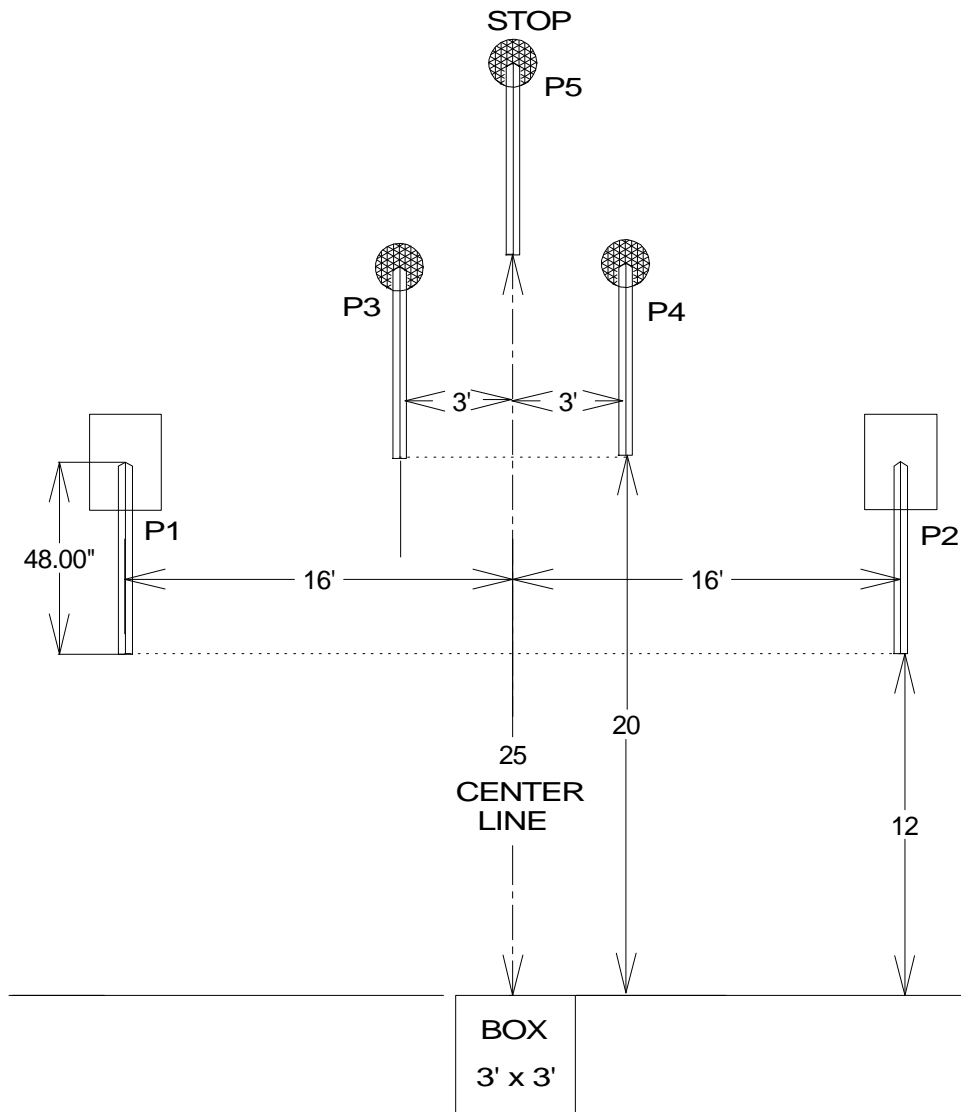 STOP
P5
P3
P4
3'
3'
P1
P2
48.00"
16'
16'
20
25
CENTER
LINE
12
BOX
3' x 3'